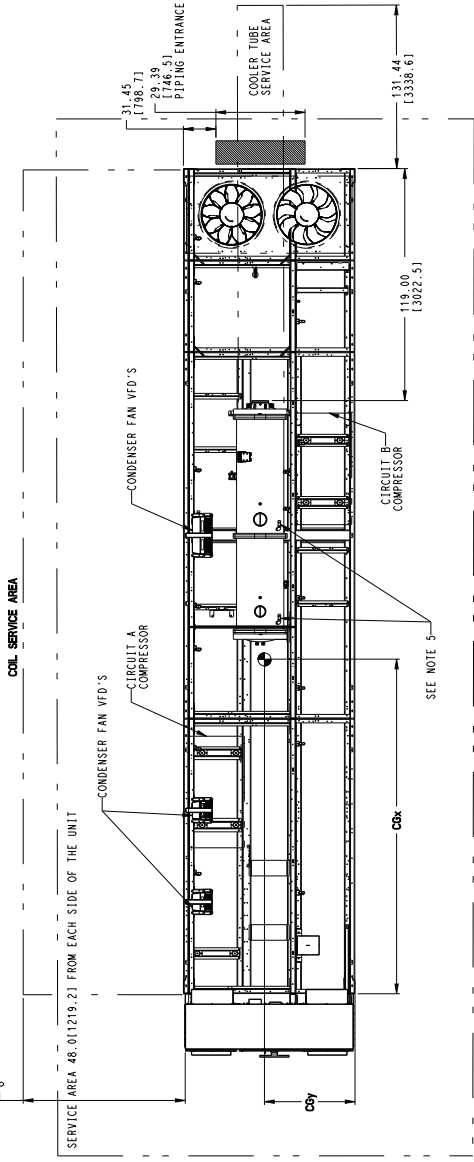 COIL SERVICE AREA
SERVICE AREA 48.0[1219.2] FROM EACH SIDE OF THE UNIT
CONDENSER FAN VFD'S
CIRCUIT A
COMPRESSOR
CONDENSER FAN VFD'S
31.45
[798.7]
29.39
[746.5]
PIPING ENTRANCE
COOLER TUBE
SERVICE AREA
131.44
[3338.6]
119.00
[3022.5]
CIRCUIT B
COMPRESSOR
SEE NOTE 5
CGx
CGy